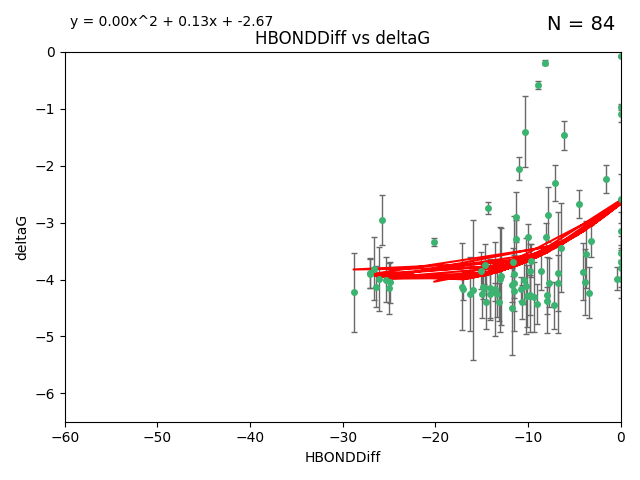 y = 0.00x^2 + 0.13x + -2.67
N = 84
HBONDDiff vs deltaG
0
−1
−2
−3
−4
−5
−6
deltaG
−60
−50
−40
−30
−20
−10
0
HBONDDiff